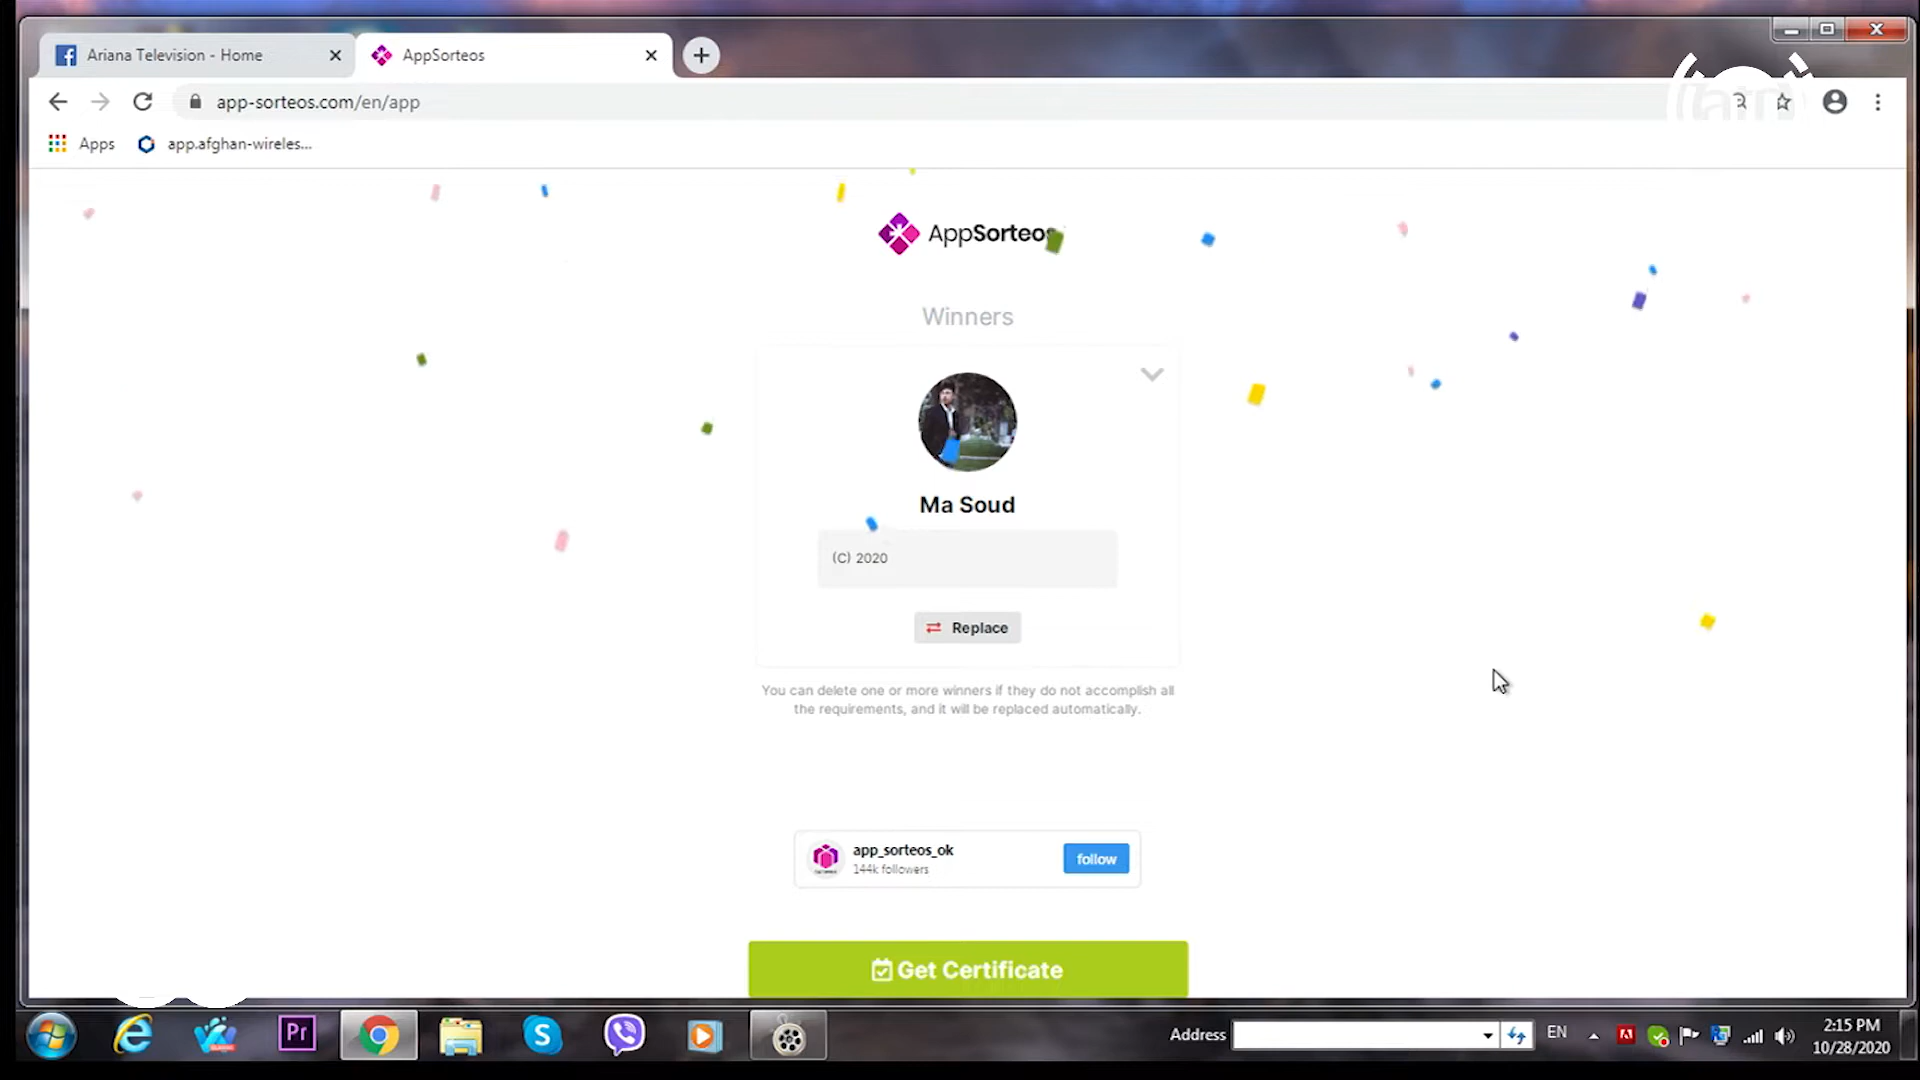 Ariana Television - Home
AppSorteos
app-sorteos.com/en/app
Apps
app.afghan-wireles...
AppSorteos
Winners
Ma Soud
(C) 2020
Replace
You can delete one or more winners if they do not accomplish all
the requirements, and it will be replaced automatically.
app_sorteos_ok
144k followers
follow
Get Certificate
Pr
Address
EN
2:15 PM
10/28/2020